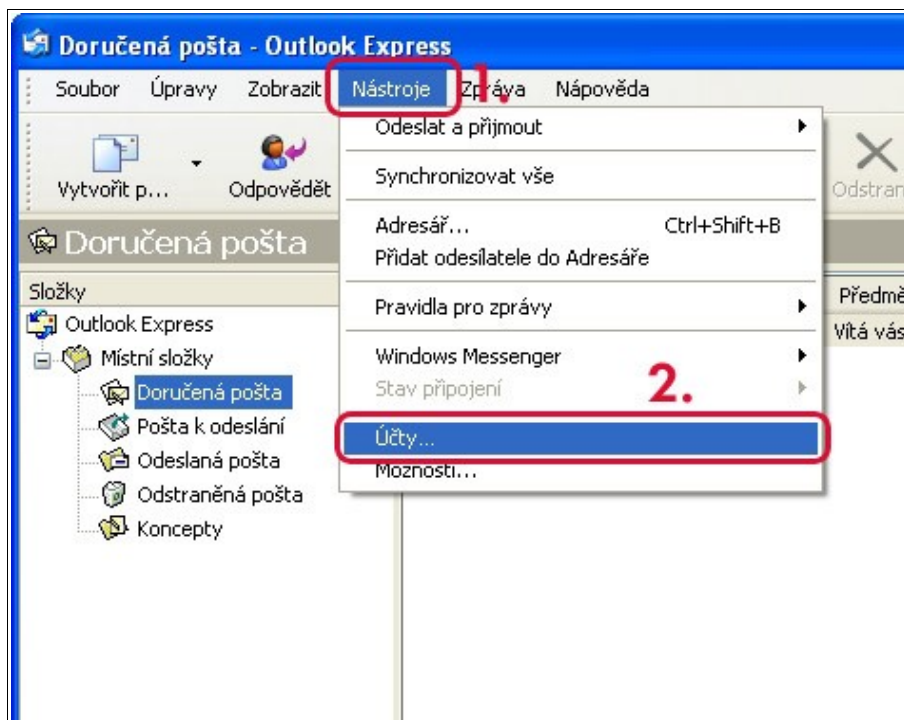 Doručená pošta - Outlook Express
Soubor Úpravy Zobrazit Nástroje Zpráva Nápověda
1.
Vytvořit p... Odpovědět
Odstran
Doručená pošta
Odeslat a přijmout
Synchronizovat vše
Adresář... Ctrl+Shift+B
Přidat odesílatele do Adresáře
Pravidla pro zprávy
Windows Messenger
Stav připojení
2.
Účty...
Možnosti...
Složky
Outlook Express
Místní složky
Doručená pošta
Pošta k odeslání
Odeslaná pošta
Odstraněná pošta
Koncepty
Předmě
Vítá vás